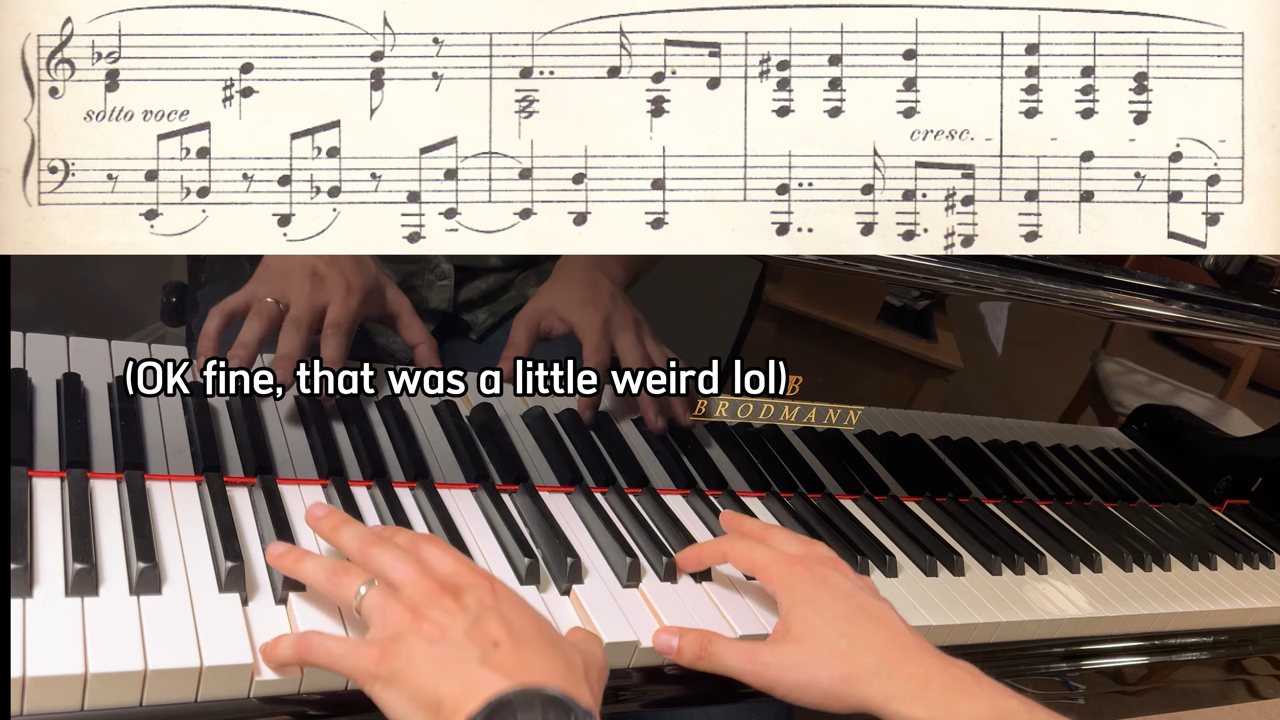 sotto voce
cresc.
(OK fine, that was a little weird lol)
B
BRODMANN